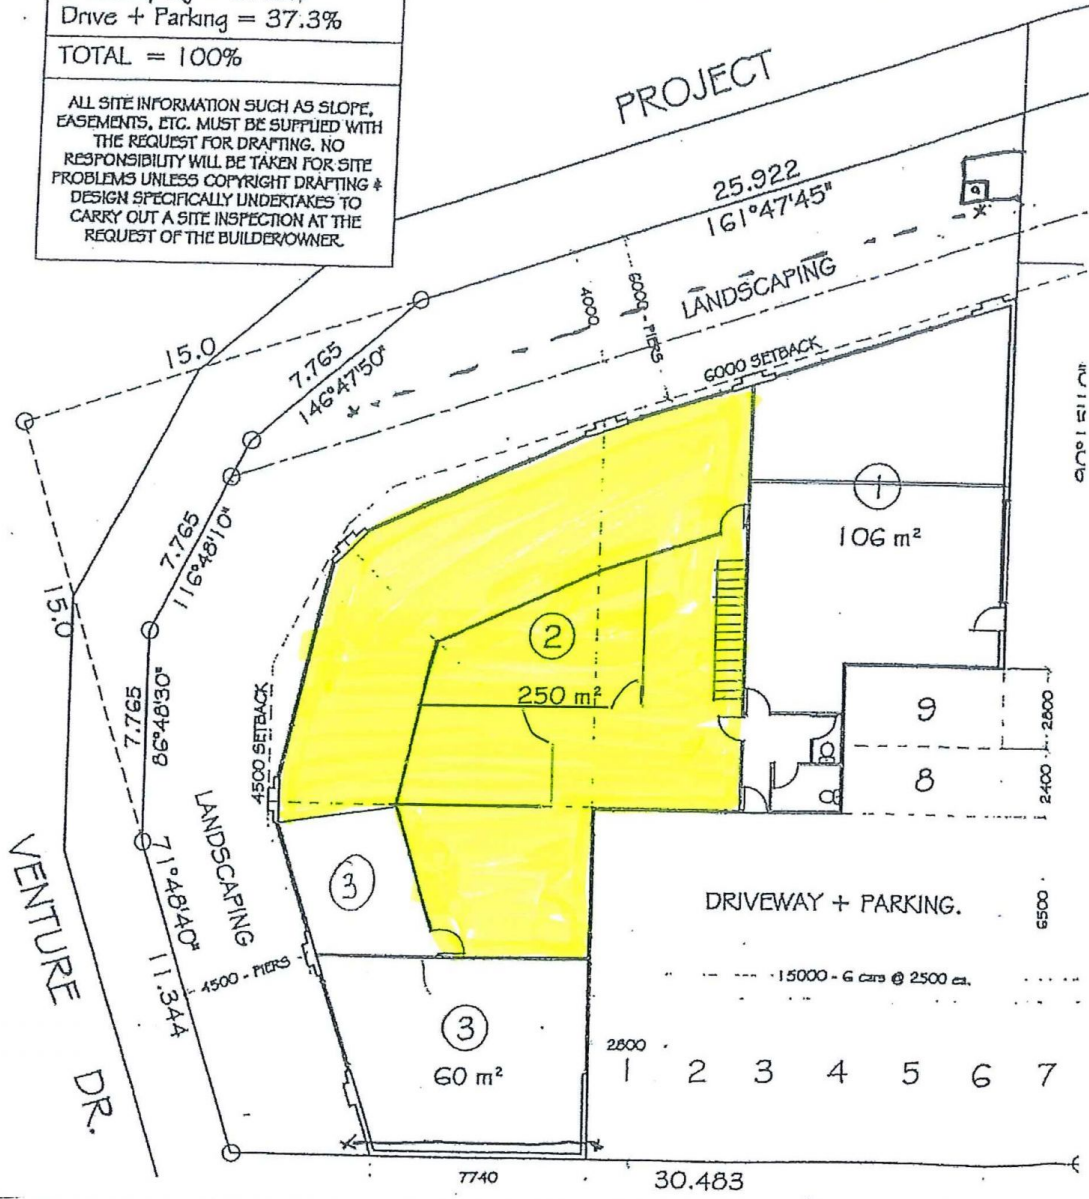 Drive + Parking = 37.3%
TOTAL = 100%
ALL SITE INFORMATION SUCH AS SLOPE,
EASEMENTS, ETC. MUST BE SUPPLIED WITH
THE REQUEST FOR DRAFTING. NO
RESPONSIBILITY WILL BE TAKEN FOR SITE
PROBLEMS UNLESS COPYRIGHT DRAFTING &
DESIGN SPECIFICALLY UNDERTAKES TO
CARRY OUT A SITE INSPECTION AT THE
REQUEST OF THE BUILDER/OWNER.
PROJECT
25.922
161°47'45"
LANDSCAPING
4000
6000 - PIERS
6000 SETBACK
15.0
7.765
146°47'50"
7.765
116°48'10"
15.0
7.765
86°48'30"
4500 SETBACK
1
106 m²
2
250 m²
9
8
2800
2400
LANDSCAPING
71°48'40"
11.344
VENTURE DR.
4500 - PIERS
3
3
60 m²
DRIVEWAY + PARKING.
6500
15000 - 6 cars @ 2500 ea.
2800
1 2 3 4 5 6 7
7740
30.483